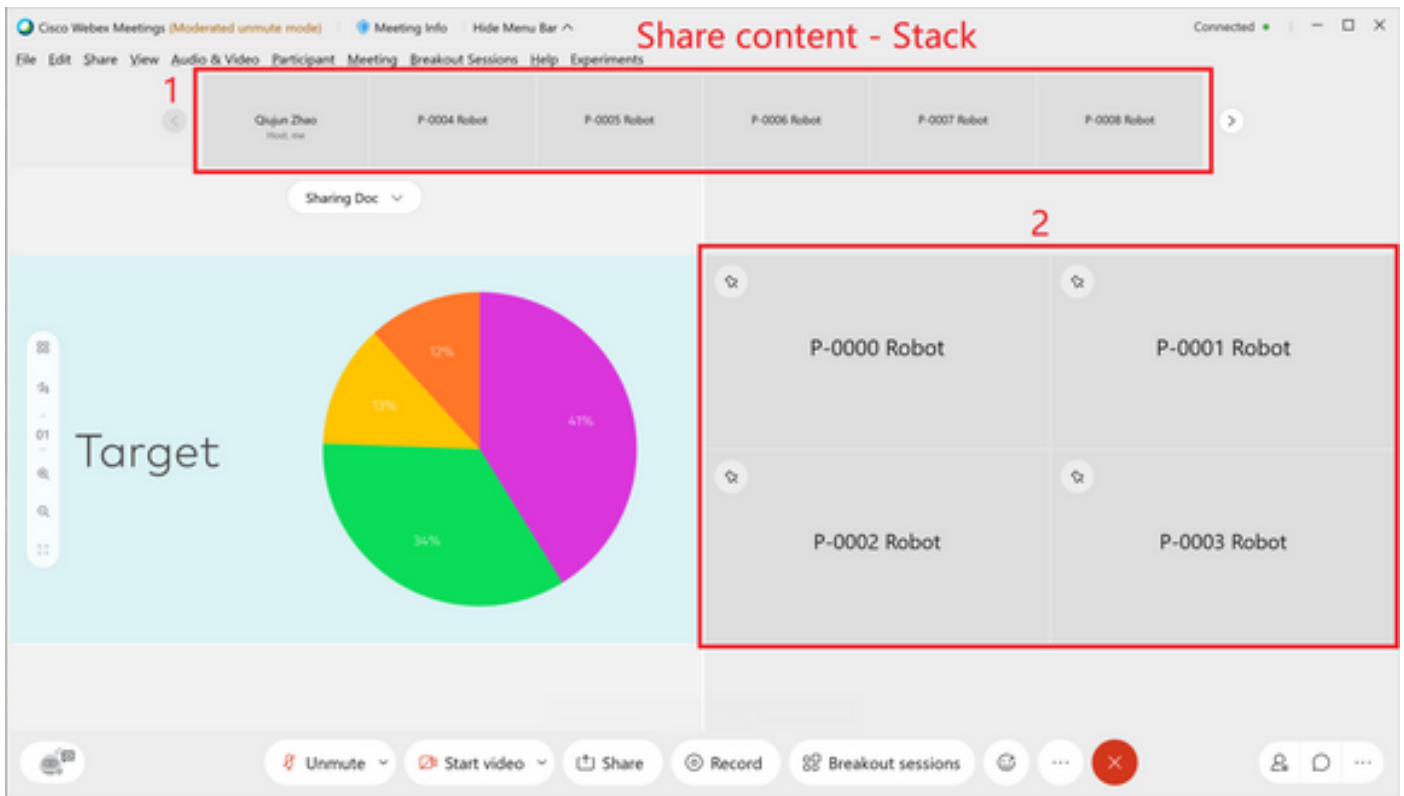 Cisco Webex Meetings (Moderated unmute mode) Meeting Info Hide Menu Bar Connected
Share content - Stack
File Edit Share View Audio & Video Participant Meeting Breakout Sessions Help Experiments
1
Qiujun Zhao P-0004 Robot P-0005 Robot P-0006 Robot P-0007 Robot P-0008 Robot
Host, me
Sharing Doc
2
P-0000 Robot P-0001 Robot
12%
13%
41%
01
Target
34%
P-0002 Robot P-0003 Robot
Unmute Start video Share Record Breakout sessions